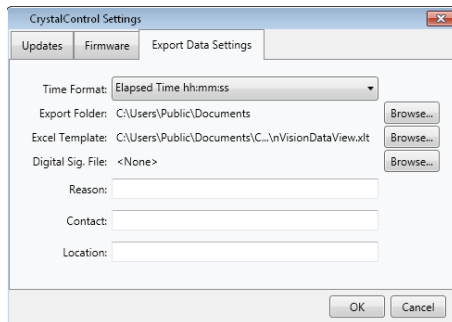 CrystalControl Settings
Updates Firmware Export Data Settings
Time Format: Elapsed Time hh:mm:ss
Export Folder: C:\Users\Public\Documents Browse...
Excel Template: C:\Users\Public\Documents\C...\nVisionDataView.xlt Browse...
Digital Sig. File: <None> Browse...
Reason:
Contact:
Location:
OK Cancel